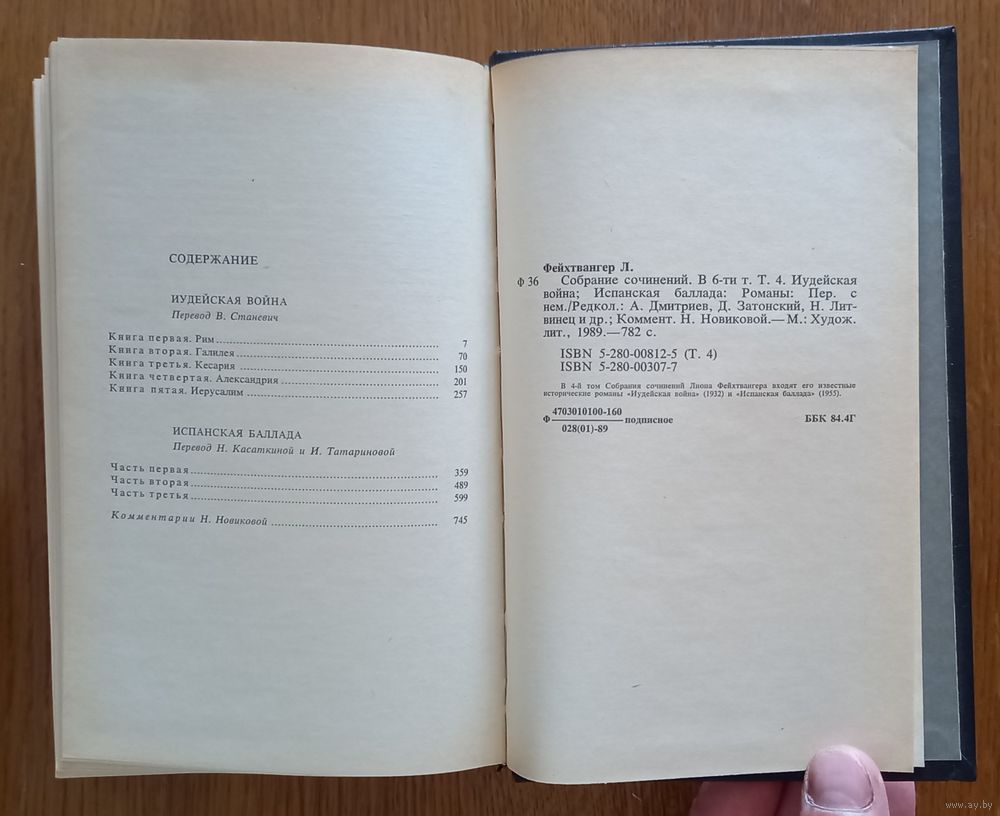 СОДЕРЖАНИЕ
ИУДЕЙСКАЯ ВОЙНА
Перевод В. Станевич
Книга первая. Рим 7
Книга вторая. Галилея 70
Книга третья. Кесария 150
Книга четвертая. Александрия 201
Книга пятая. Иерусалим 257
ИСПАНСКАЯ БАЛЛАДА
Перевод Н. Касаткиной и И. Татариновой
Часть первая 359
Часть вторая 489
Часть третья 599
Комментарии Н. Новиковой 745
Фейхтвангер Л.
Ф 36 Собрание сочинений. В 6-ти т. Т. 4. Иудейская
война; Испанская баллада: Романы: Пер. с
нем./Редкол.: А. Дмитриев, Д. Затонский, Н. Лит-
винец и др.; Коммент. Н. Новиковой.— М.: Худож.
лит., 1989.—782 с.
ISBN 5-280-00812-5 (Т. 4)
ISBN 5-280-00307-7
В 4-й том Собрания сочинений Лиона Фейхтвангера входят его известные
исторические романы «Иудейская война» (1932) и «Испанская баллада» (1955).
Ф 4703010100-160 подписное ББК 84.4Г
028(01)-89
www.ay.by